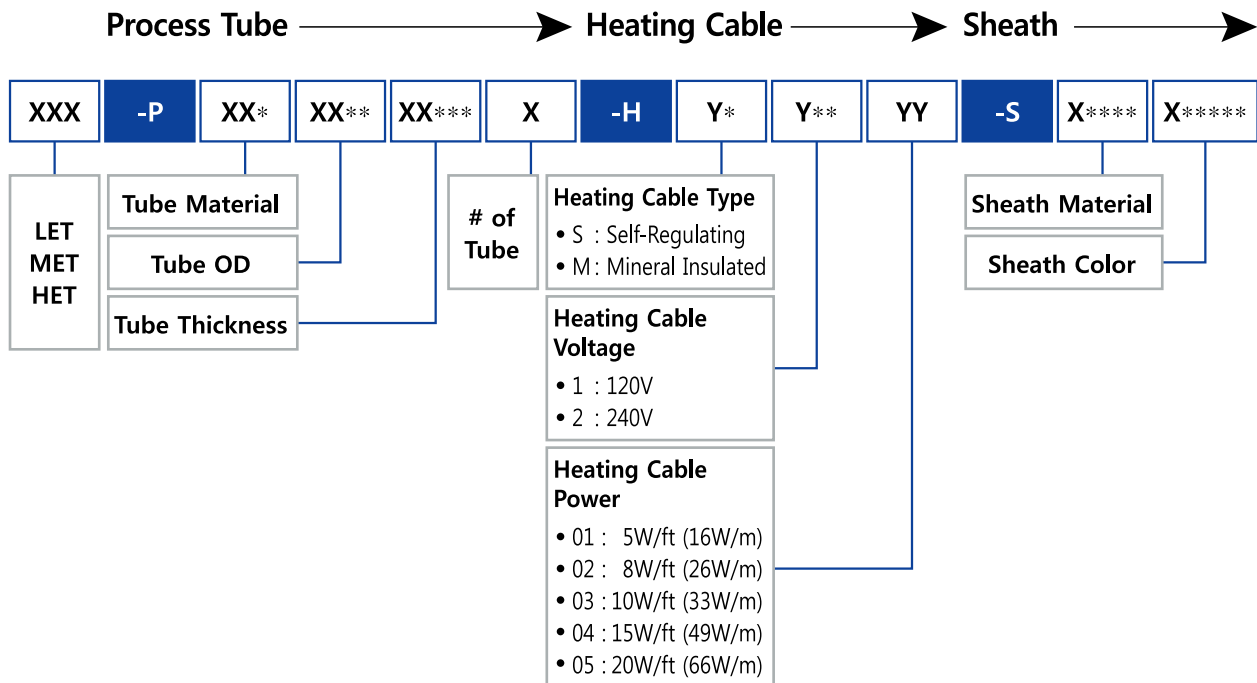 Process Tube Heating Cable Sheath
XXX -P XX* XX** XX*** X -H Y* Y** YY -S X**** X*****
LET
MET
HET
Tube Material
Tube OD
Tube Thickness
# of
Tube
Heating Cable Type
• S : Self-Regulating
• M : Mineral Insulated
Heating Cable
Voltage
• 1 : 120V
• 2 : 240V
Heating Cable
Power
• 01 : 5W/ft (16W/m)
• 02 : 8W/ft (26W/m)
• 03 : 10W/ft (33W/m)
• 04 : 15W/ft (49W/m)
• 05 : 20W/ft (66W/m)
Sheath Material
Sheath Color